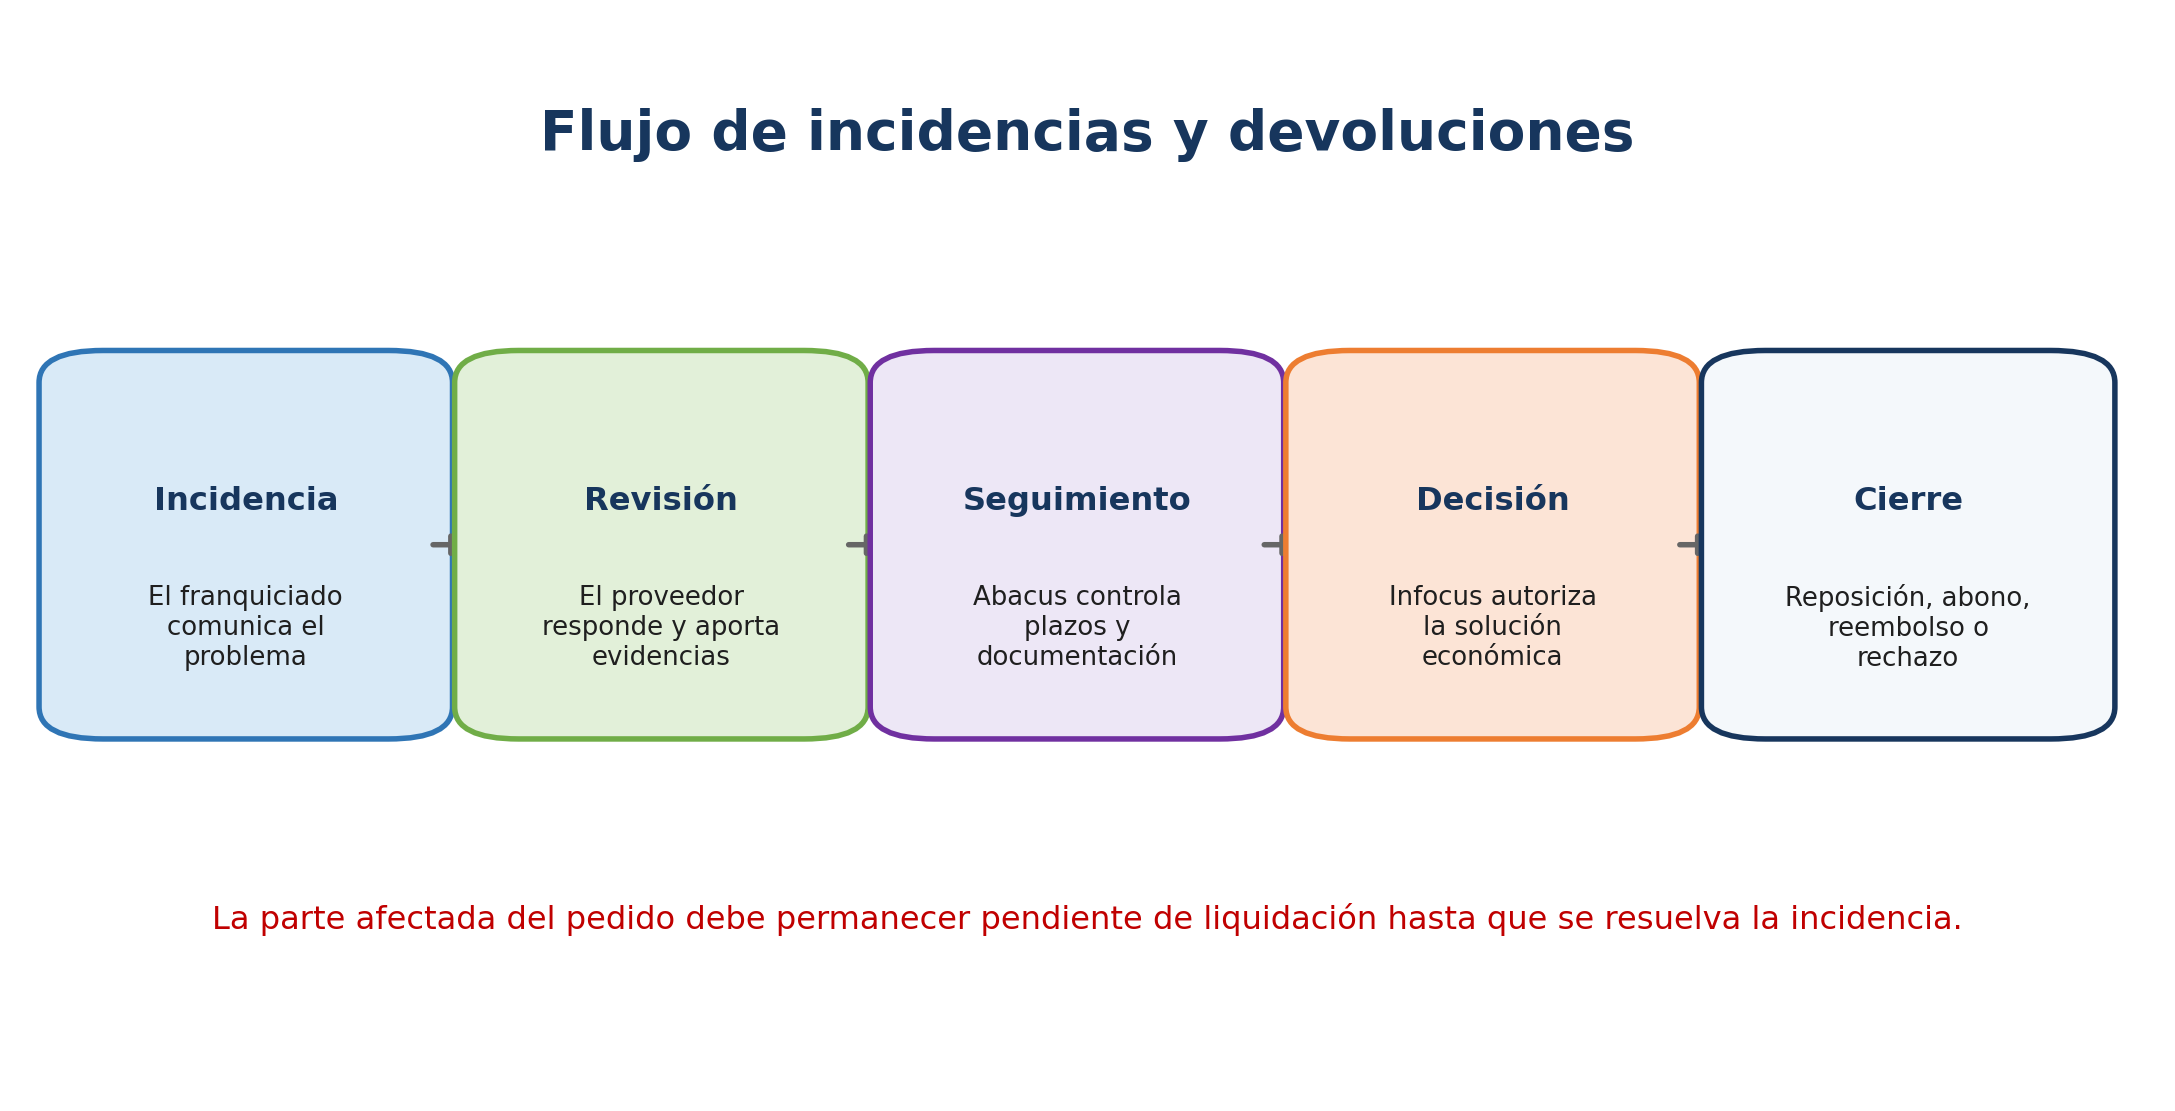 Flujo de incidencias y devoluciones
Incidencia
El franquiciado
comunica el
problema
Revisión
El proveedor
responde y aporta
evidencias
Seguimiento
Abacus controla
plazos y
documentación
Decisión
Infocus autoriza
la solución
económica
Cierre
Reposición, abono,
reembolso o
rechazo
La parte afectada del pedido debe permanecer pendiente de liquidación hasta que se resuelva la incidencia.